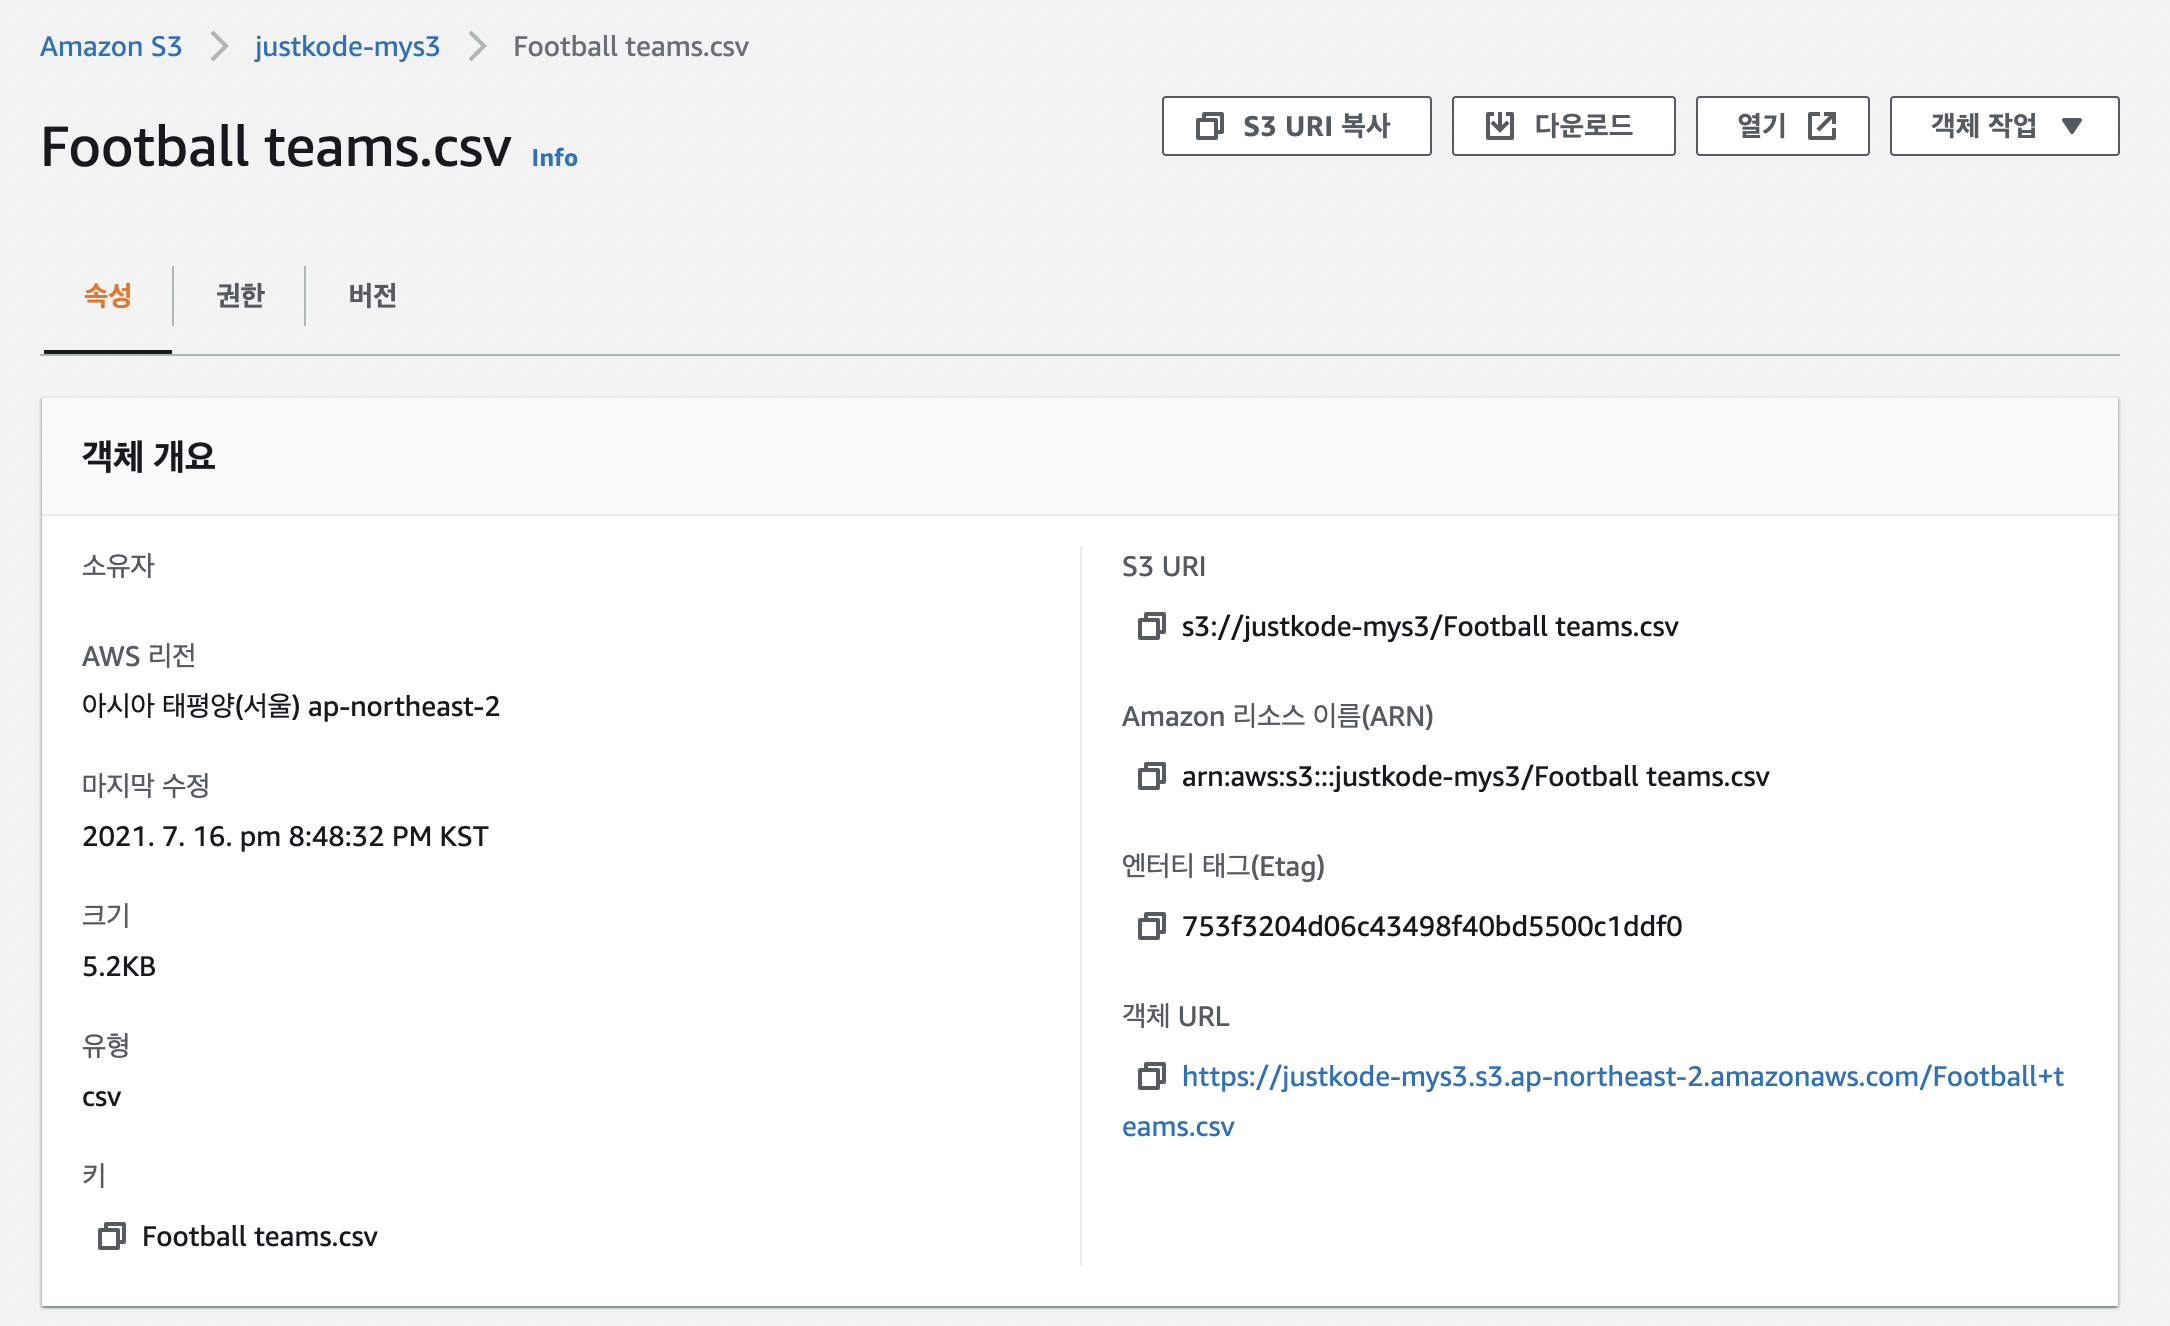 Amazon S3 > justkode-mys3 > Football teams.csv
Football teams.csv Info
S3 URI 복사 다운로드 열기 객체 작업 ▼
속성 권한 버전
객체 개요
소유자
AWS 리전
아시아 태평양(서울) ap-northeast-2
마지막 수정
2021. 7. 16. pm 8:48:32 PM KST
크기
5.2KB
유형
csv
키
Football teams.csv
S3 URI
s3://justkode-mys3/Football teams.csv
Amazon 리소스 이름(ARN)
arn:aws:s3:::justkode-mys3/Football teams.csv
엔터티 태그(Etag)
753f3204d06c43498f40bd5500c1ddf0
객체 URL
https://justkode-mys3.s3.ap-northeast-2.amazonaws.com/Football+t
eams.csv